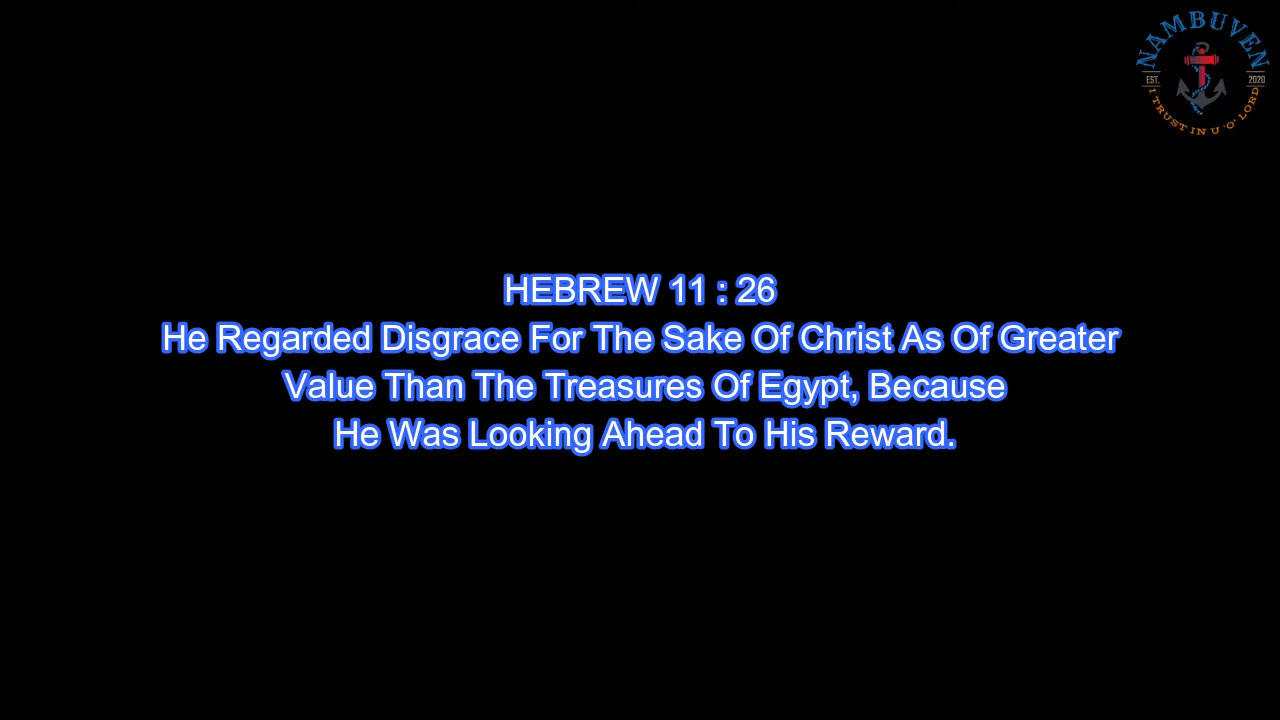 NAMBUVEN
EST. 2020
I TRUST IN U 'O' LORD
HEBREW 11 : 26
He Regarded Disgrace For The Sake Of Christ As Of Greater
Value Than The Treasures Of Egypt, Because
He Was Looking Ahead To His Reward.